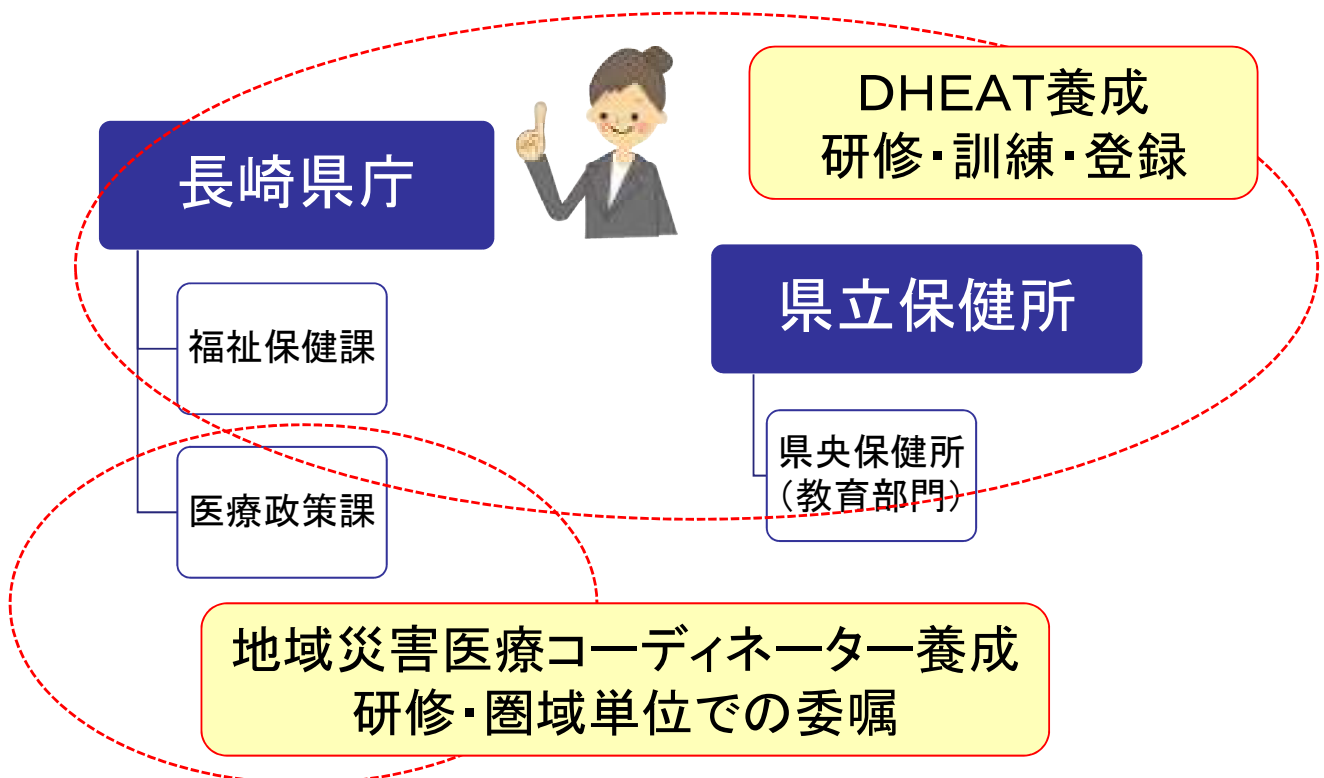 DHEAT養成
研修・訓練・登録
長崎県庁
県立保健所
福祉保健課
県央保健所
（教育部門）
医療政策課
地域災害医療コーディネーター養成
研修・圏域単位での委嘱